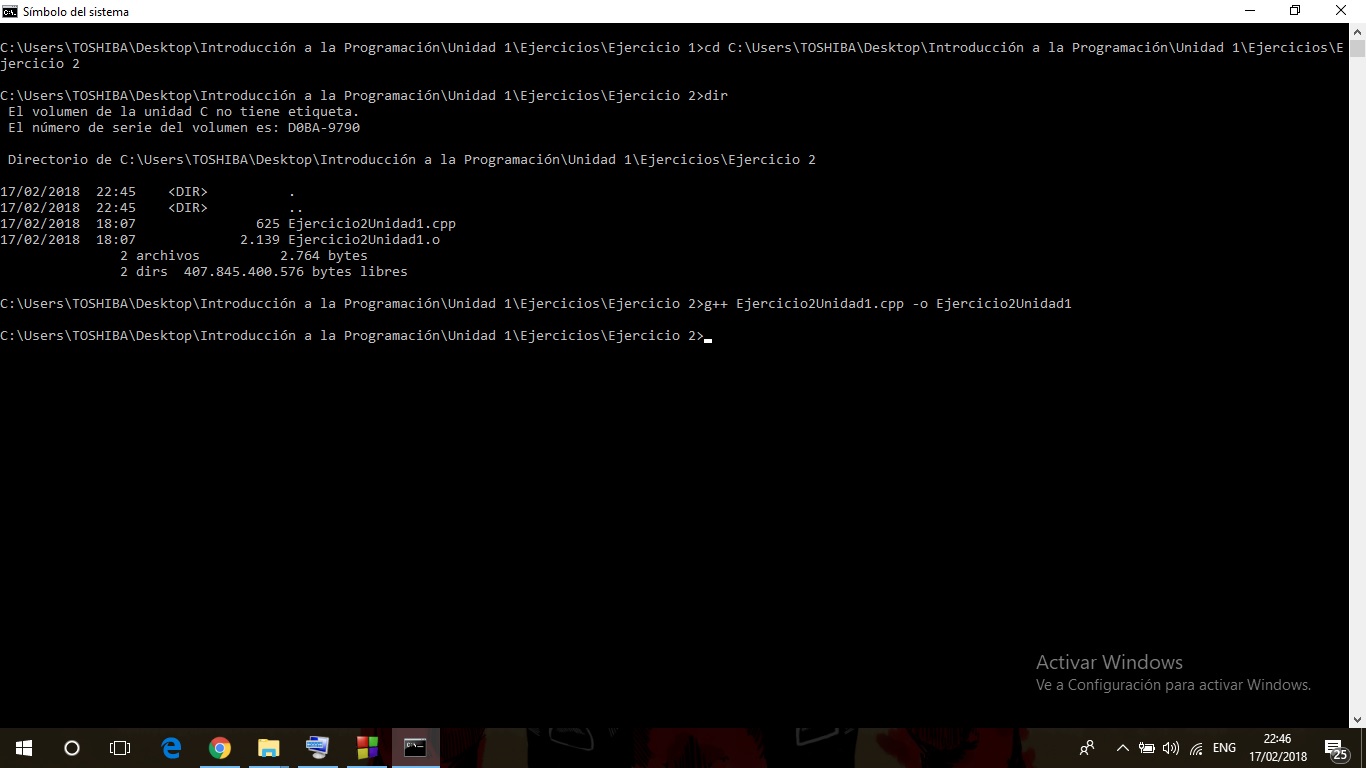 Símbolo del sistema
C:\Users\TOSHIBA\Desktop\Introducción a la Programación\Unidad 1\Ejercicios\Ejercicio 1>cd C:\Users\TOSHIBA\Desktop\Introducción a la Programación\Unidad 1\Ejercicios\E
jercicio 2
C:\Users\TOSHIBA\Desktop\Introducción a la Programación\Unidad 1\Ejercicios\Ejercicio 2>dir
El volumen de la unidad C no tiene etiqueta.
El número de serie del volumen es: D0BA-9790
Directorio de C:\Users\TOSHIBA\Desktop\Introducción a la Programación\Unidad 1\Ejercicios\Ejercicio 2
17/02/2018  22:45    <DIR>          .
17/02/2018  22:45    <DIR>          ..
17/02/2018  18:07               625 Ejercicio2Unidad1.cpp
17/02/2018  18:07             2.139 Ejercicio2Unidad1.o
2 archivos          2.764 bytes
2 dirs  407.845.400.576 bytes libres
C:\Users\TOSHIBA\Desktop\Introducción a la Programación\Unidad 1\Ejercicios\Ejercicio 2>g++ Ejercicio2Unidad1.cpp -o Ejercicio2Unidad1
C:\Users\TOSHIBA\Desktop\Introducción a la Programación\Unidad 1\Ejercicios\Ejercicio 2>
Activar Windows
Ve a Configuración para activar Windows.
ENG
22:46
17/02/2018
25